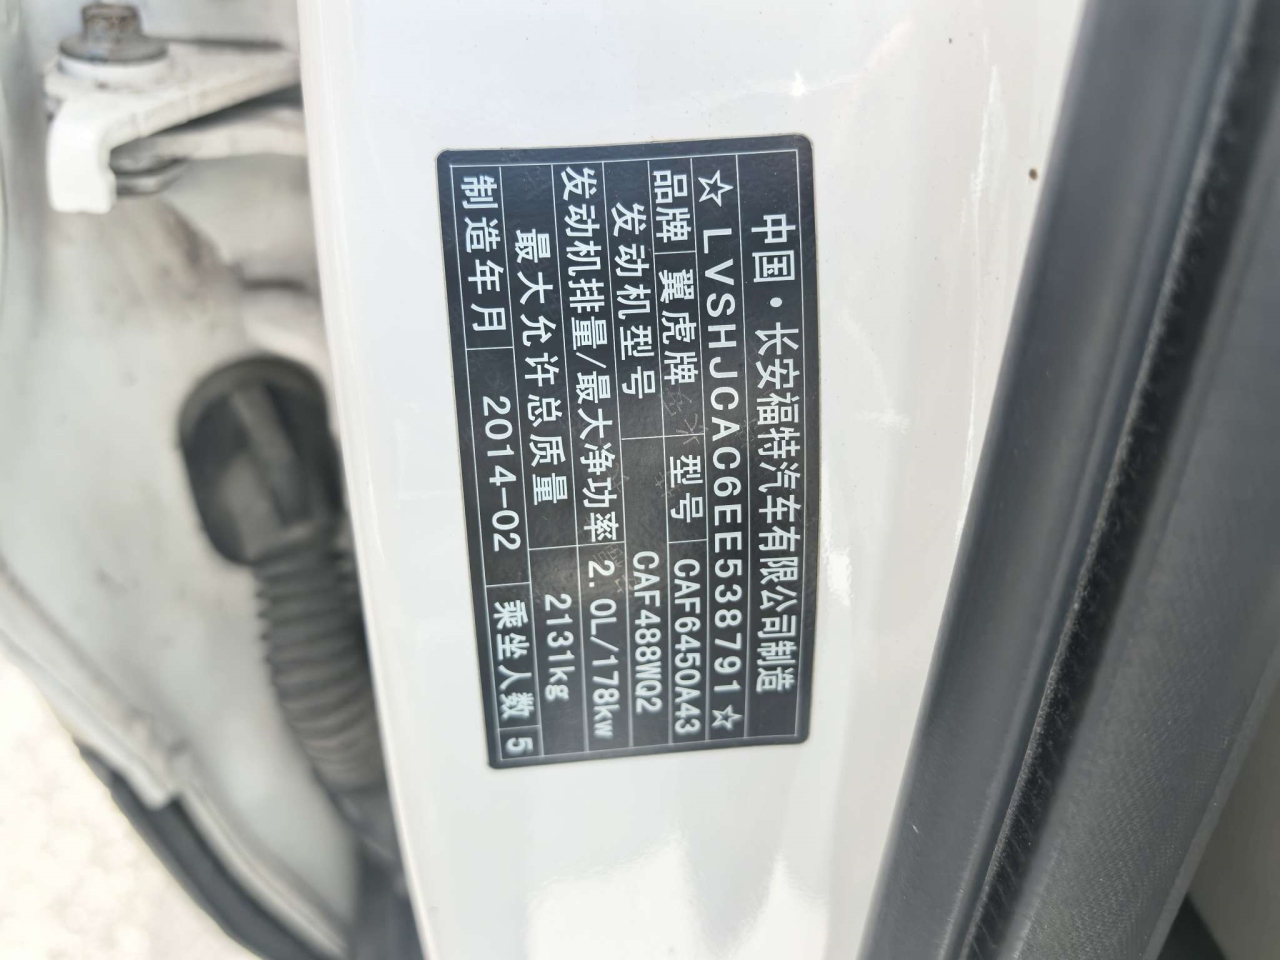 中国·长安福特汽车有限公司制造
☆LVSHJCAC6EE538791☆
品牌 翼虎牌 型号 CAF6450A43
发动机型号 CAF488WQ2
发动机排量/最大净功率 2.0L/178kw
最大允许总质量 2131kg
制造年月 2014-02 乘坐人数 5